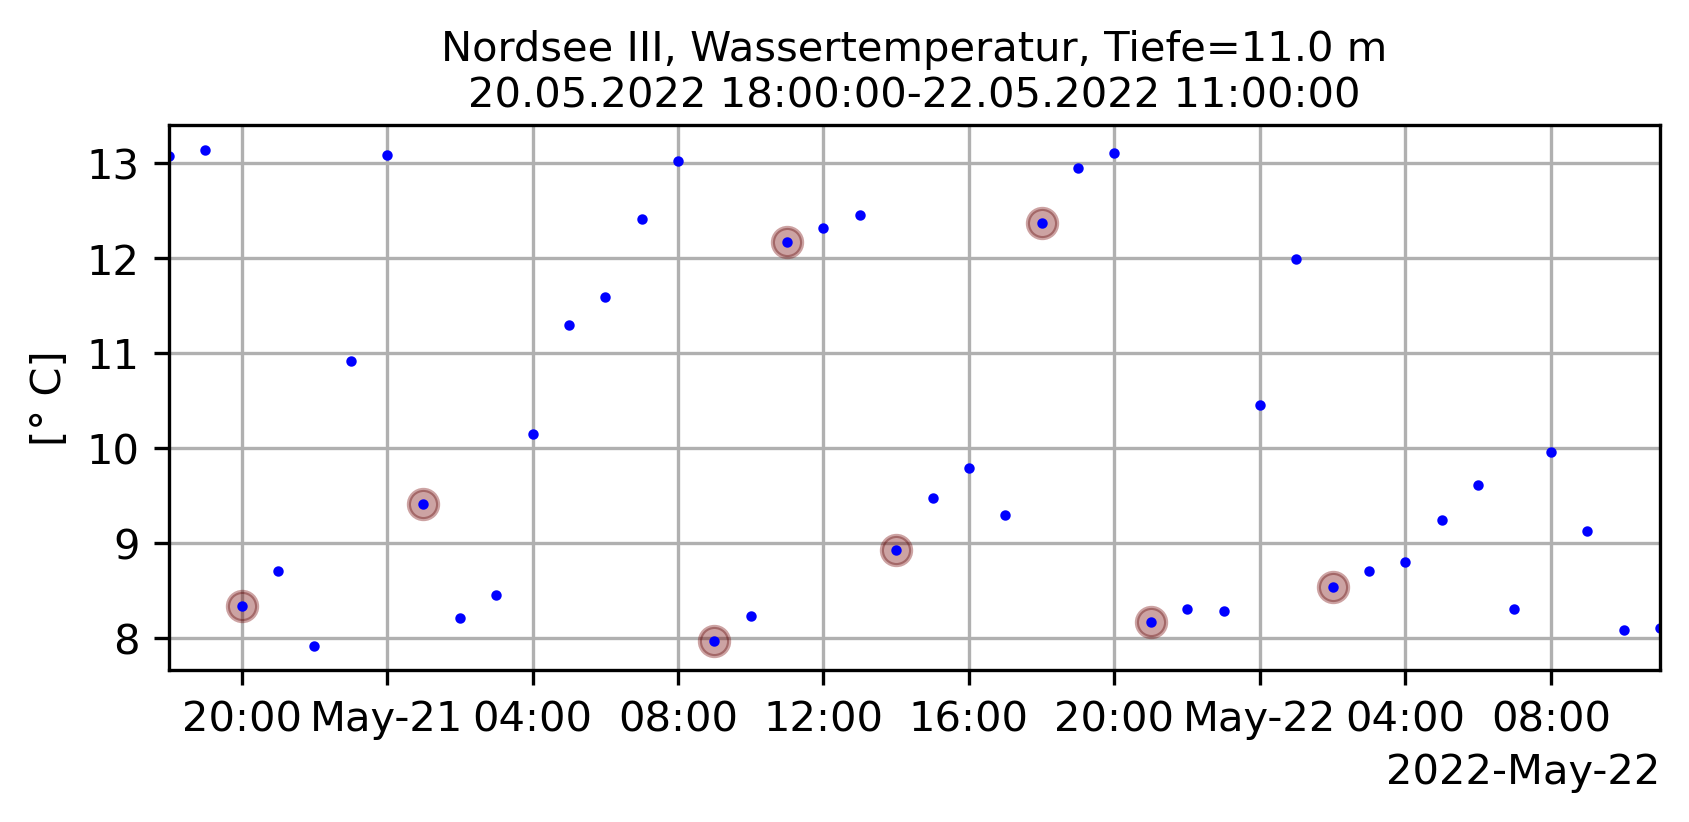 Nordsee III, Wassertemperatur, Tiefe=11.0 m
20.05.2022 18:00:00-22.05.2022 11:00:00
13
12
11
10
9
8
[° C]
20:00 May-21 04:00 08:00 12:00 16:00 20:00 May-22 04:00 08:00
2022-May-22